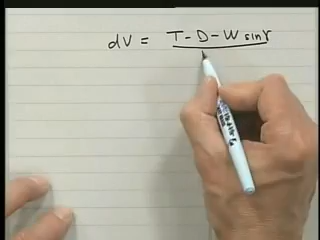 dV = T - D - W sinγ